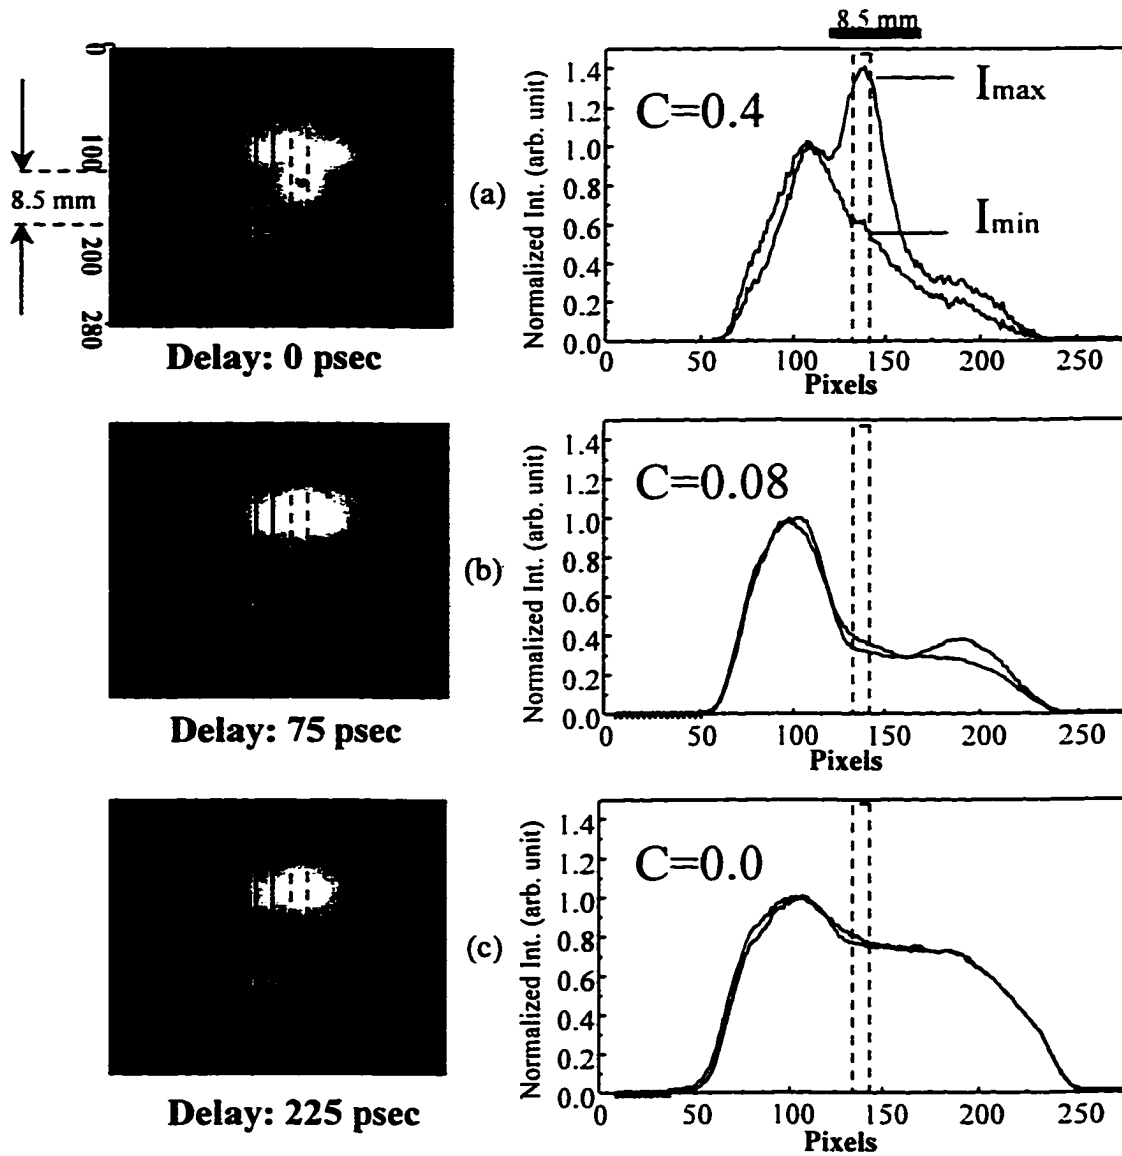 0
100
200
280
8.5 mm
Delay: 0 psec
(a)
8.5 mm
Normalized Int. (arb. unit)
1.4
1.2
1.0
0.8
0.6
0.4
0.2
0.0
C=0.4
Imax
Imin
0 50 100 150 200 250
Pixels
Delay: 75 psec
(b)
Normalized Int. (arb. unit)
1.4
1.2
1.0
0.8
0.6
0.4
0.2
0.0
C=0.08
0 50 100 150 200 250
Pixels
Delay: 225 psec
(c)
Normalized Int. (arb. unit)
1.4
1.2
1.0
0.8
0.6
0.4
0.2
0.0
C=0.0
0 50 100 150 200 250
Pixels